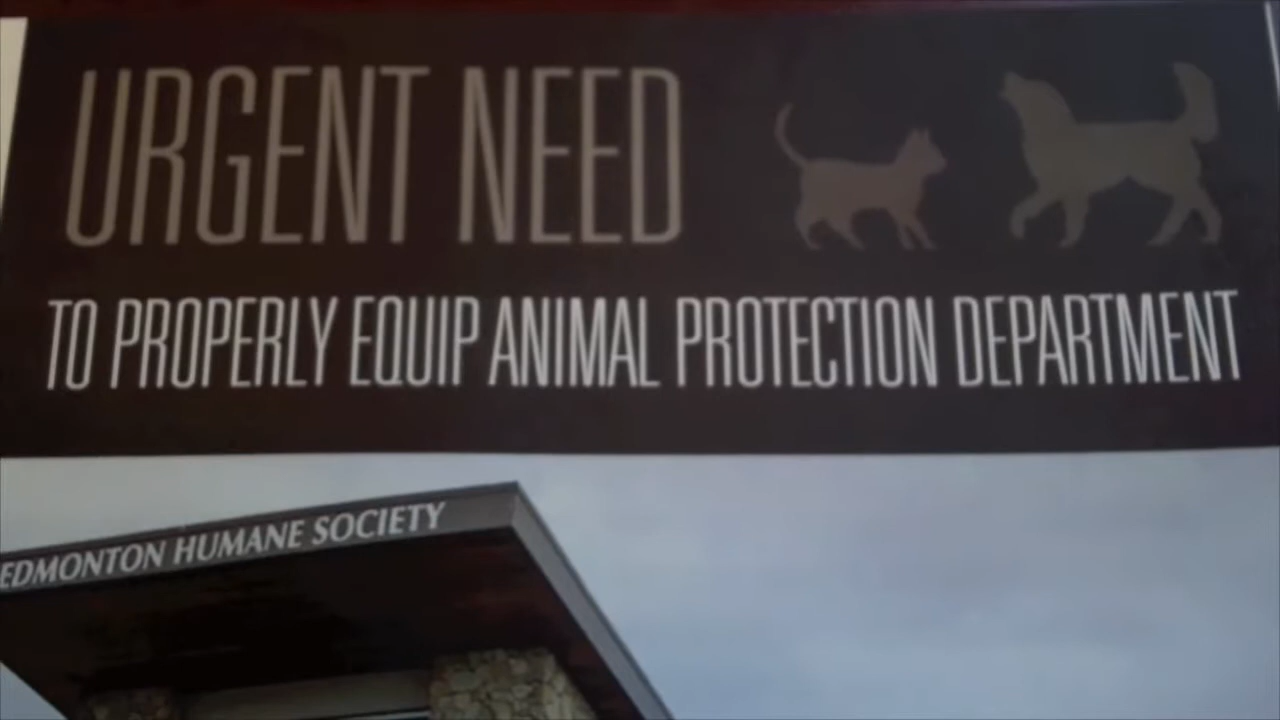 URGENT NEED
TO PROPERLY EQUIP ANIMAL PROTECTION DEPARTMENT
EDMONTON HUMANE SOCIETY